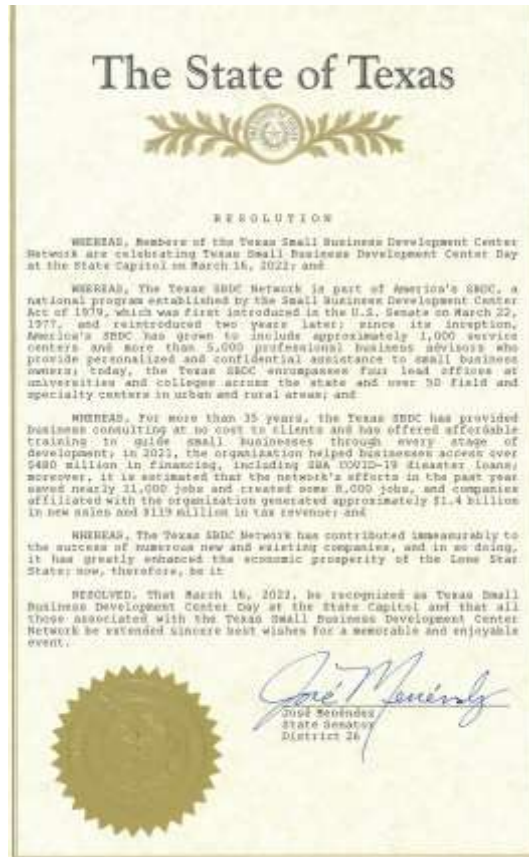 The State of Texas
RESOLUTION
WHEREAS, Members of the Texas Small Business Development Center
Network are celebrating Texas Small Business Development Center Day
at the State Capitol on March 16, 2022; and
WHEREAS, The Texas SBDC Network is part of America's SBDC, a
national program established by the Small Business Development Center
Act of 1979, which was first introduced in the U.S. Senate on March 22,
1977, and reintroduced two years later; since its inception,
America's SBDC has grown to include approximately 1,000 service
centers and more than 5,000 professional business advisors who
provide personalized and confidential assistance to small business
owners; today, the Texas SBDC encompasses four lead offices at
universities and colleges across the state and over 50 field and
specialty centers in urban and rural areas; and
WHEREAS, For more than 35 years, the Texas SBDC has provided
business consulting at no cost to clients and has offered affordable
training to guide small businesses through every stage of
development; in 2021, the organization helped businesses access over
$480 million in financing, including SBA COVID-19 disaster loans;
moreover, it is estimated that the network's efforts in the past year
saved nearly 11,000 jobs and created some 8,000 jobs, and companies
affiliated with the organization generated approximately $1.4 billion
in new sales and $119 million in tax revenue; and
WHEREAS, The Texas SBDC Network has contributed immeasurably to
the success of numerous new and existing companies, and in so doing,
it has greatly enhanced the economic prosperity of the Lone Star
State; now, therefore, be it
RESOLVED, That March 16, 2022, be recognized as Texas Small
Business Development Center Day at the State Capitol and that all
those associated with the Texas Small Business Development Center
Network be extended sincere best wishes for a memorable and enjoyable
event.
José Menéndez
José Menéndez
State Senator
District 26